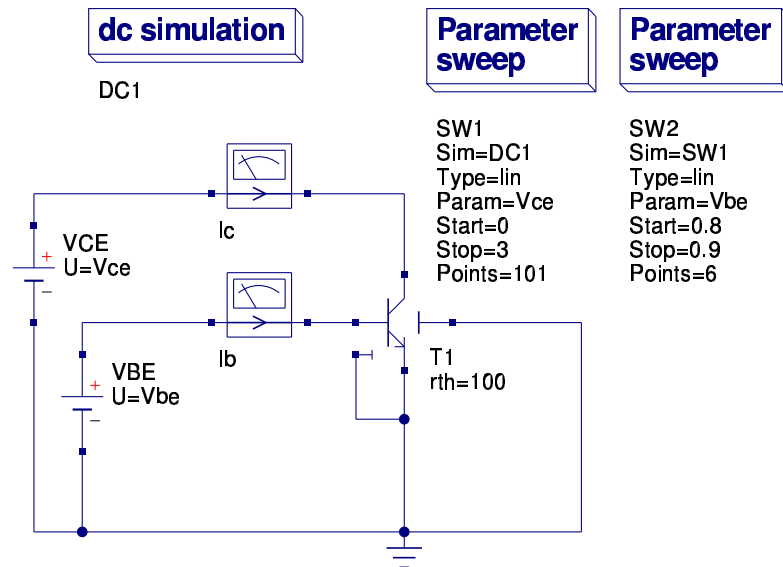 dc simulation
DC1
Parameter
sweep
SW1
Sim=DC1
Type=lin
Param=Vce
Start=0
Stop=3
Points=101
Parameter
sweep
SW2
Sim=SW1
Type=lin
Param=Vbe
Start=0.8
Stop=0.9
Points=6
Ic
VCE
U=Vce
+
−
Ib
VBE
U=Vbe
+
−
T1
rth=100